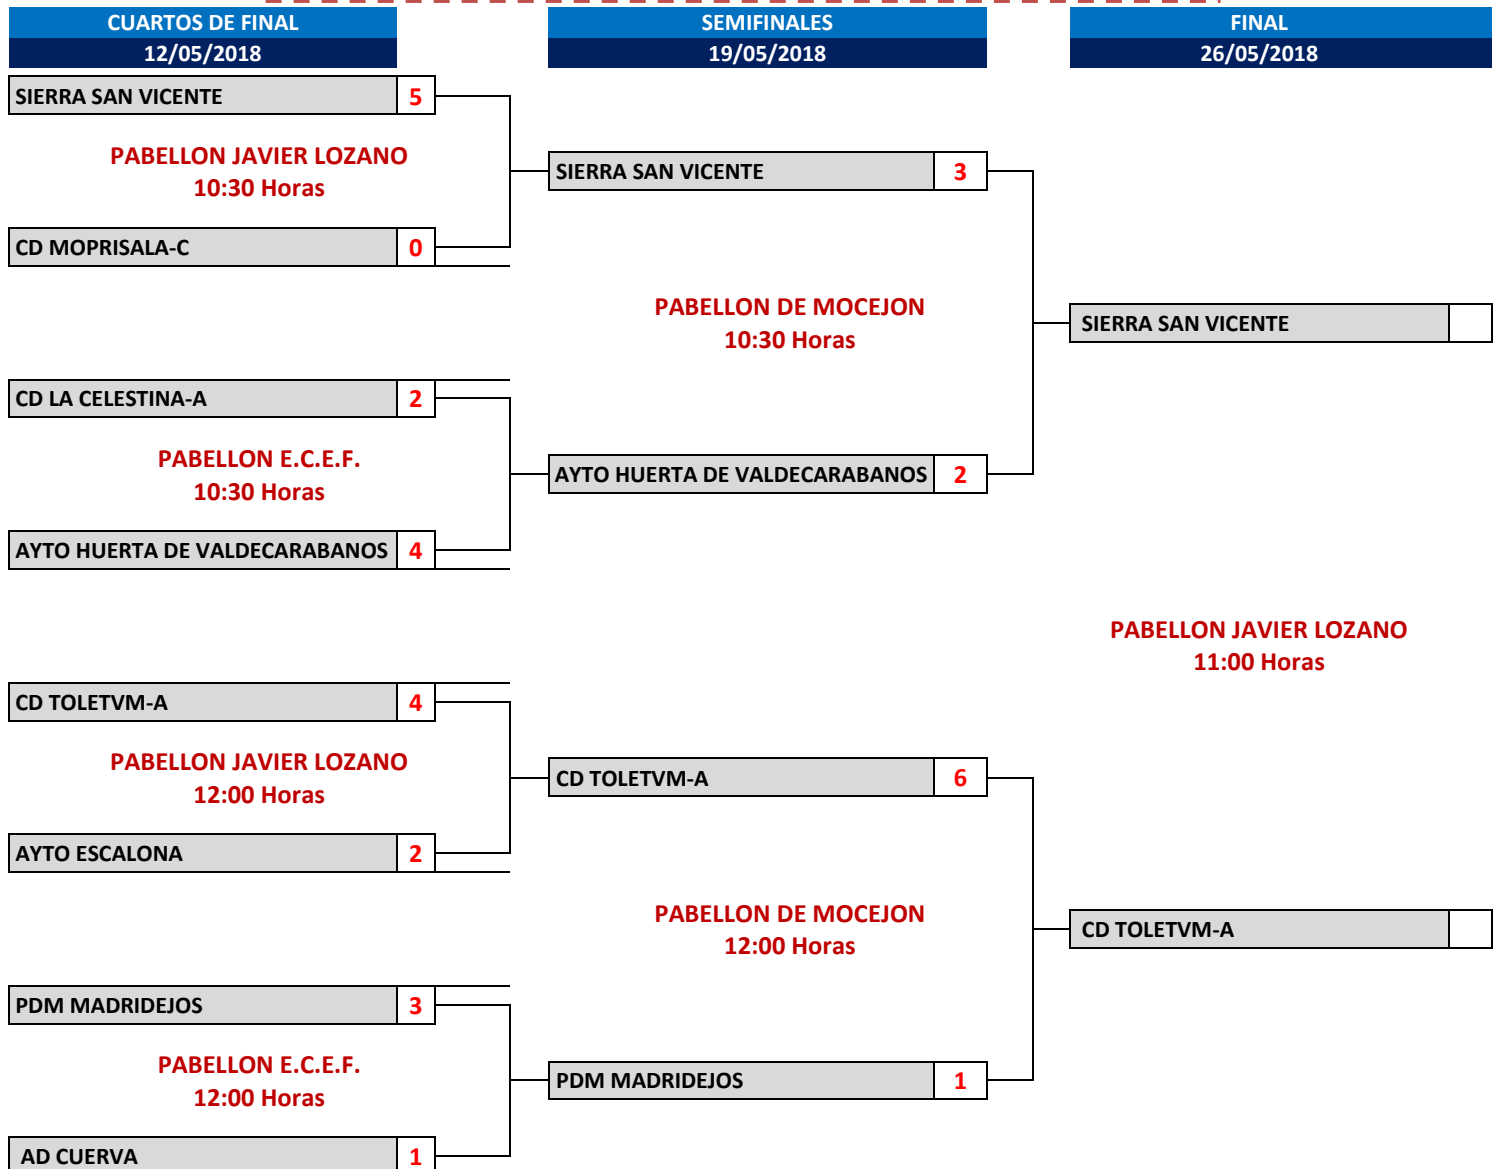 CUARTOS DE FINAL
12/05/2018
SIERRA SAN VICENTE 5
PABELLON JAVIER LOZANO
10:30 Horas
CD MOPRISALA-C 0
CD LA CELESTINA-A 2
PABELLON E.C.E.F.
10:30 Horas
AYTO HUERTA DE VALDECARABANOS 4
CD TOLETVM-A 4
PABELLON JAVIER LOZANO
12:00 Horas
AYTO ESCALONA 2
PDM MADRIDEJOS 3
PABELLON E.C.E.F.
12:00 Horas
AD CUERVA 1
SEMIFINALES
19/05/2018
SIERRA SAN VICENTE 3
PABELLON DE MOCEJON
10:30 Horas
AYTO HUERTA DE VALDECARABANOS 2
CD TOLETVM-A 6
PABELLON DE MOCEJON
12:00 Horas
PDM MADRIDEJOS 1
FINAL
26/05/2018
SIERRA SAN VICENTE
PABELLON JAVIER LOZANO
11:00 Horas
CD TOLETVM-A